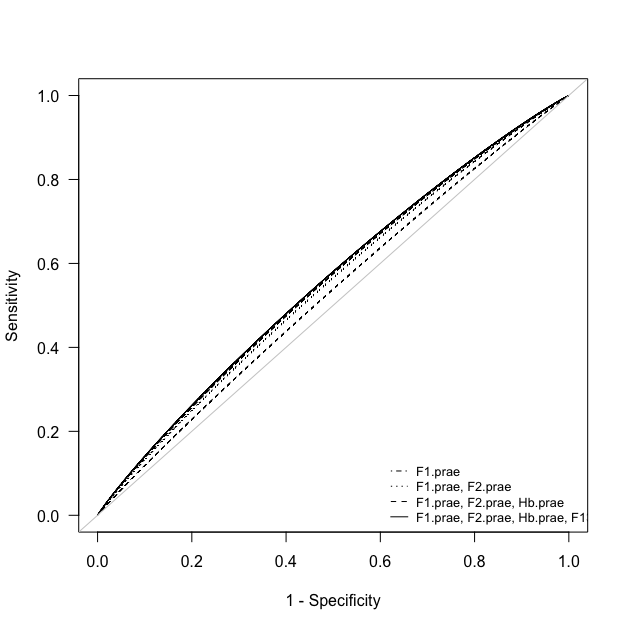 Sensitivity
1.0
0.8
0.6
0.4
0.2
0.0
F1.prae
F1.prae, F2.prae
F1.prae, F2.prae, Hb.prae
F1.prae, F2.prae, Hb.prae, F1
0.0 0.2 0.4 0.6 0.8 1.0
1 - Specificity